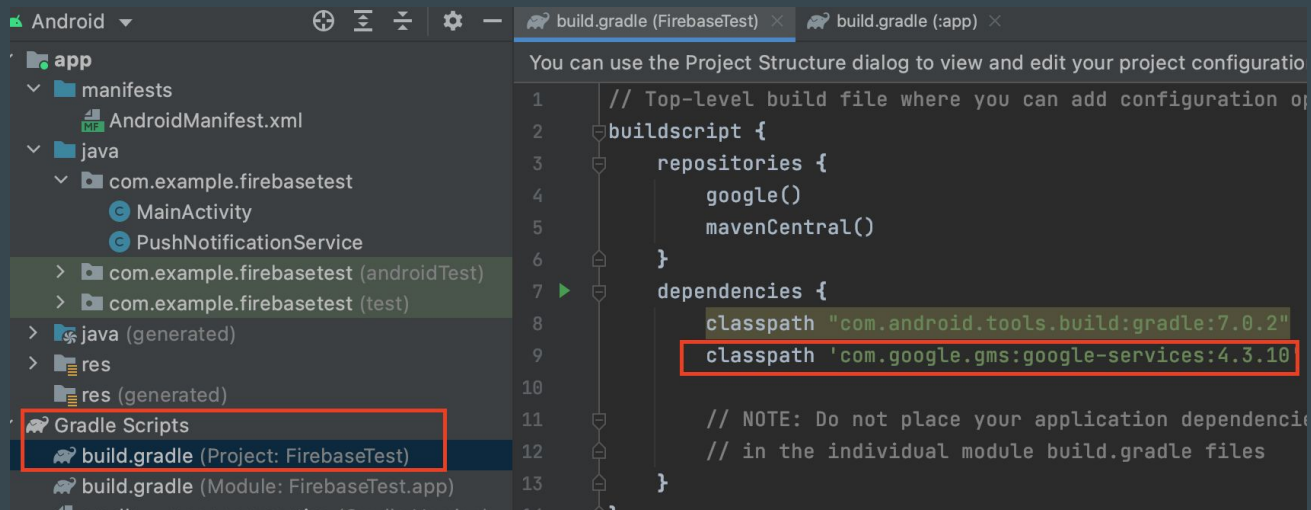 Android
app
manifests
AndroidManifest.xml
java
com.example.firebasetest
MainActivity
PushNotificationService
com.example.firebasetest (androidTest)
com.example.firebasetest (test)
java (generated)
res
res (generated)
Gradle Scripts
build.gradle (Project: FirebaseTest)
build.gradle (Module: FirebaseTest.app)
build.gradle (FirebaseTest)
build.gradle (:app)
You can use the Project Structure dialog to view and edit your project configuratio
1 // Top-level build file where you can add configuration op
2 buildscript {
3 repositories {
4 google()
5 mavenCentral()
6 }
7 dependencies {
8 classpath "com.android.tools.build:gradle:7.0.2"
9 classpath 'com.google.gms:google-services:4.3.10'
10
11 // NOTE: Do not place your application dependencie
12 // in the individual module build.gradle files
13 }